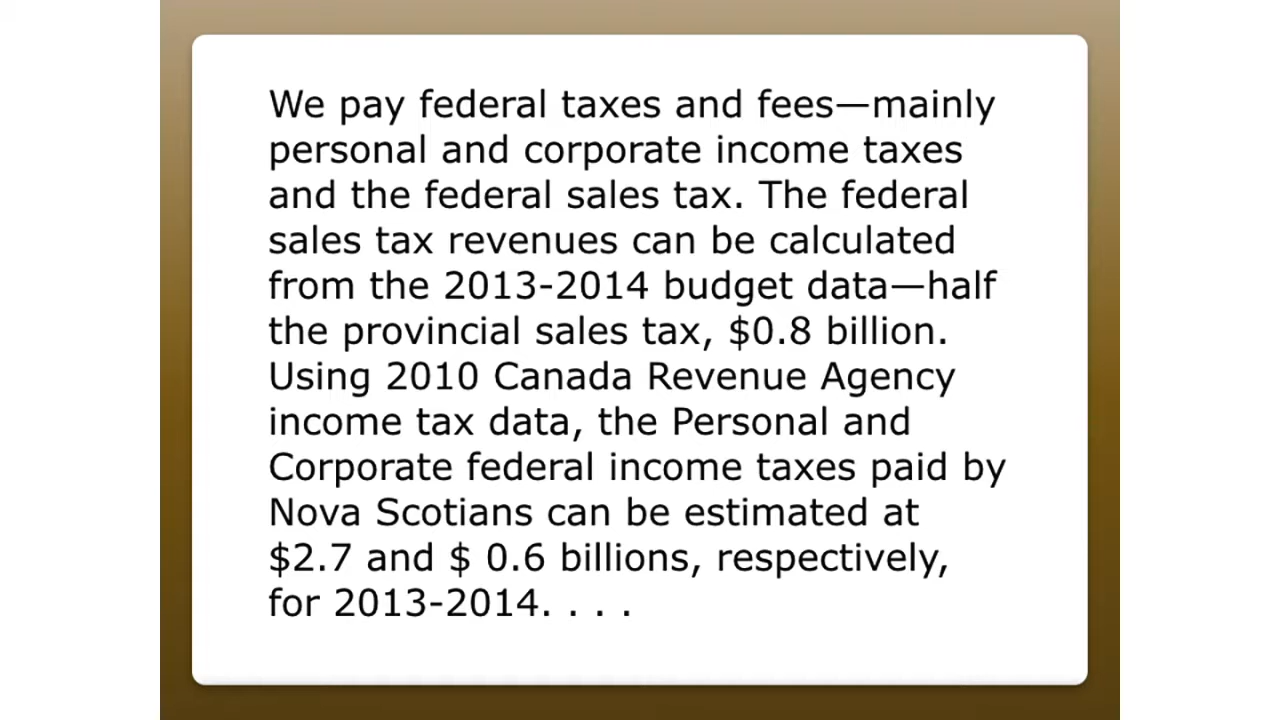 We pay federal taxes and fees—mainly
personal and corporate income taxes
and the federal sales tax. The federal
sales tax revenues can be calculated
from the 2013-2014 budget data—half
the provincial sales tax, $0.8 billion.
Using 2010 Canada Revenue Agency
income tax data, the Personal and
Corporate federal income taxes paid by
Nova Scotians can be estimated at
$2.7 and $ 0.6 billions, respectively,
for 2013-2014. . . .